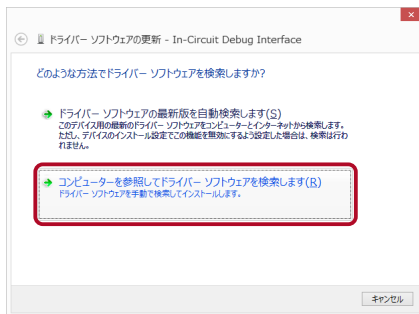 ドライバー ソフトウェアの更新 - In-Circuit Debug Interface
どのような方法でドライバー ソフトウェアを検索しますか?
ドライバー ソフトウェアの最新版を自動検索します(S)
このデバイス用の最新のドライバー ソフトウェアをコンピューターとインターネットから検索します。
ただし、デバイスのインストール設定でこの機能を無効にするよう設定した場合は、検索は行わ
れません。
コンピューターを参照してドライバー ソフトウェアを検索します(R)
ドライバー ソフトウェアを手動で検索してインストールします。
キャンセル